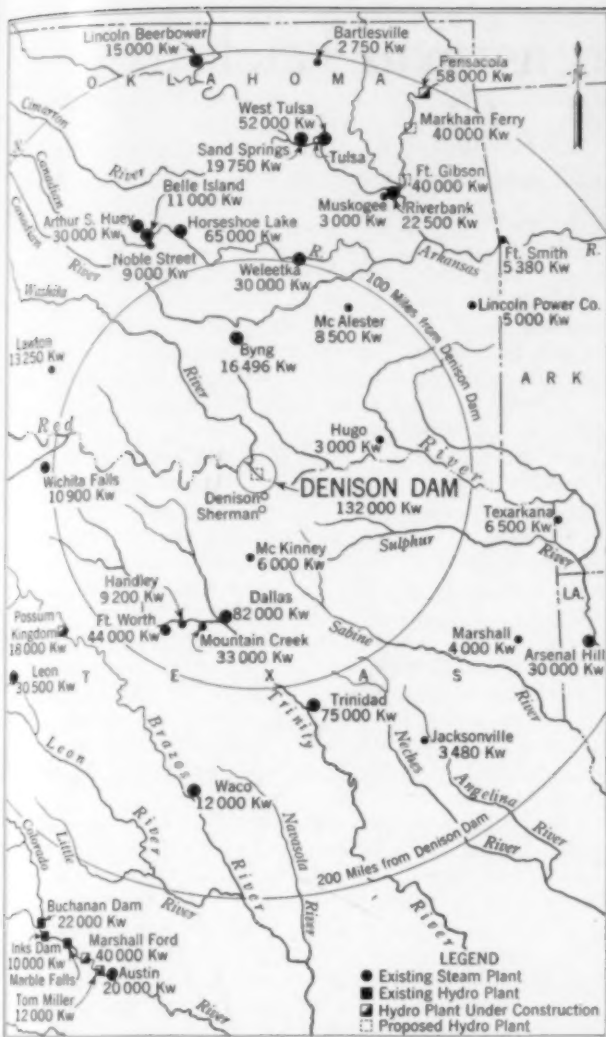 Lincoln Beerbower
15 000 Kw
Bartlesville
2 750 Kw
Pensacola
58 000 Kw
OKLAHOMA
N
West Tulsa
52 000 Kw
Markham Ferry
40 000 Kw
Cimarron
River
Sand Springs
19 750 Kw
Tulsa
Ft. Gibson
40 000 Kw
N. Canadian
Canadian
River
Belle Island
11 000 Kw
Muskogee
3 000 Kw
Riverbank
22 500 Kw
Arthur S. Huey
30 000 Kw
Horseshoe Lake
65 000 Kw
Noble Street
9 000 Kw
Weleetka
30 000 Kw
R.
Arkansas
R.
Ft. Smith
5 380 Kw
Washita
River
100 Miles from Denison Dam
Mc Alester
8 500 Kw
Lincoln Power Co.
5 000 Kw
Lawton
13 250 Kw
Byng
16 496 Kw
ARK
Red
River
Hugo
3 000 Kw
Wichita Falls
10 900 Kw
DENISON DAM
132 000 Kw
Denison
Sherman
Texarkana
6 500 Kw
Mc Kinney
6 000 Kw
Sulphur
River
LA.
Handley
9 200 Kw
Dallas
82 000 Kw
Possum
Kingdom
18 000 Kw
Ft. Worth
44 000 Kw
Mountain Creek
33 000 Kw
Sabine
River
Marshall
4 000 Kw
Arsenal Hill
30 000 Kw
Leon
30 500 Kw
TEXAS
Trinidad
75 000 Kw
Trinity
River
Jacksonville
3 480 Kw
Neches
River
Angelina
River
Brazos
River
Leon
River
Waco
12 000 Kw
Navasola
River
200 Miles from Denison Dam
Colorado
Little
River
Buchanan Dam
22 000 Kw
Inks Dam
10 000 Kw
Marble Falls
Marshall Ford
40 000 Kw
Tom Miller
12 000 Kw
Austin
20 000 Kw
River
LEGEND
Existing Steam Plant
Existing Hydro Plant
Hydro Plant Under Construction
Proposed Hydro Plant